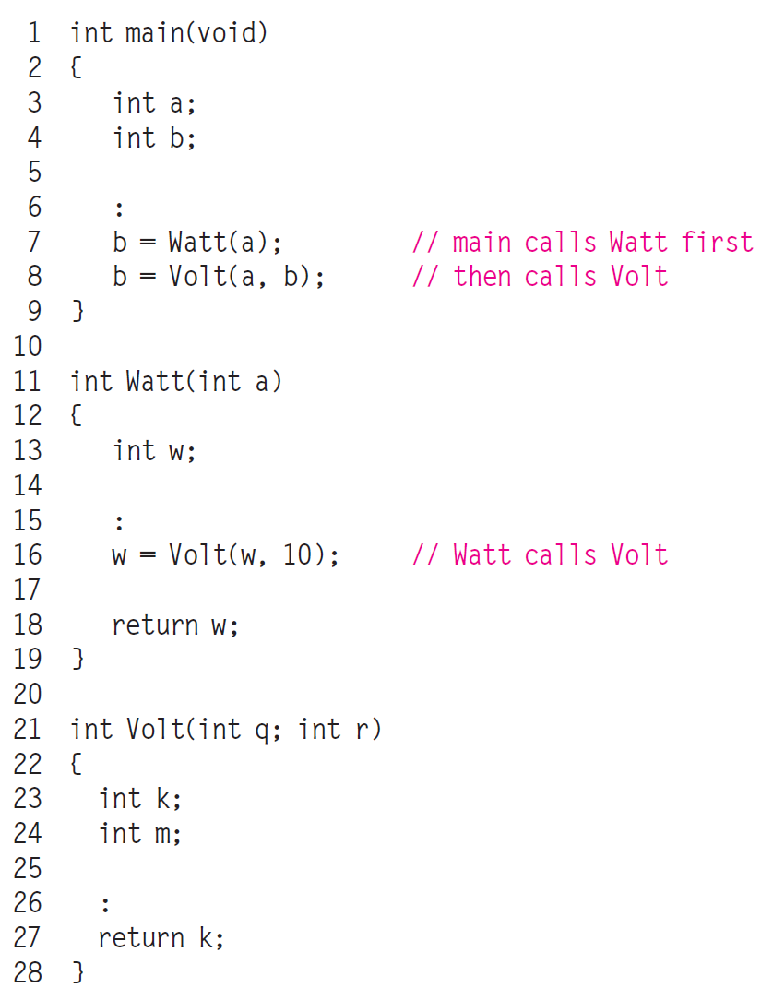 1 int main(void)
2 {
3 int a;
4 int b;
5
6 :
7 b = Watt(a); // main calls Watt first
8 b = Volt(a, b); // then calls Volt
9 }
10
11 int Watt(int a)
12 {
13 int w;
14
15 :
16 w = Volt(w, 10); // Watt calls Volt
17
18 return w;
19 }
20
21 int Volt(int q; int r)
22 {
23 int k;
24 int m;
25
26 :
27 return k;
28 }